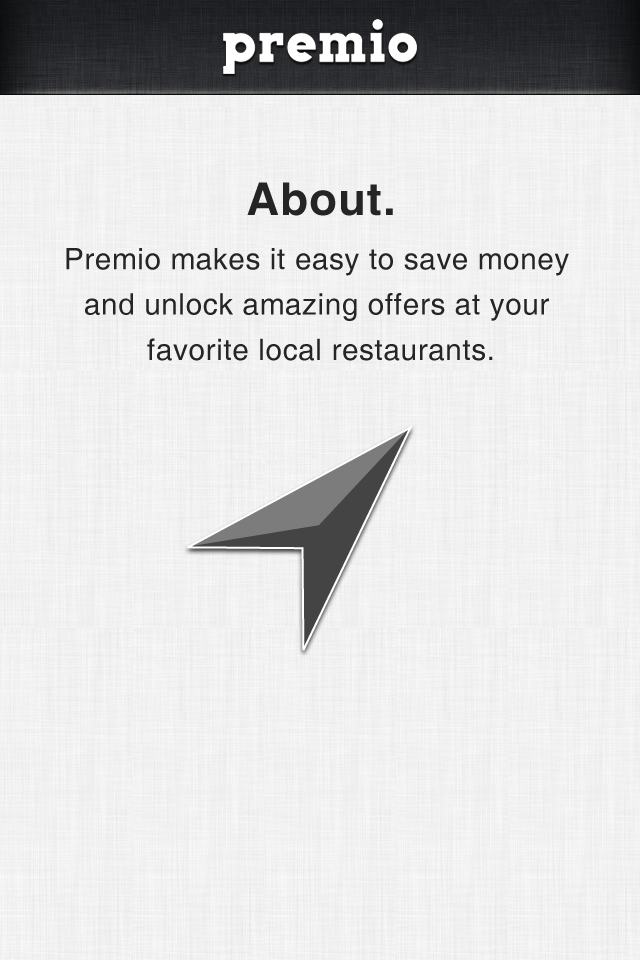 premio
About.
Premio makes it easy to save money
and unlock amazing offers at your
favorite local restaurants.